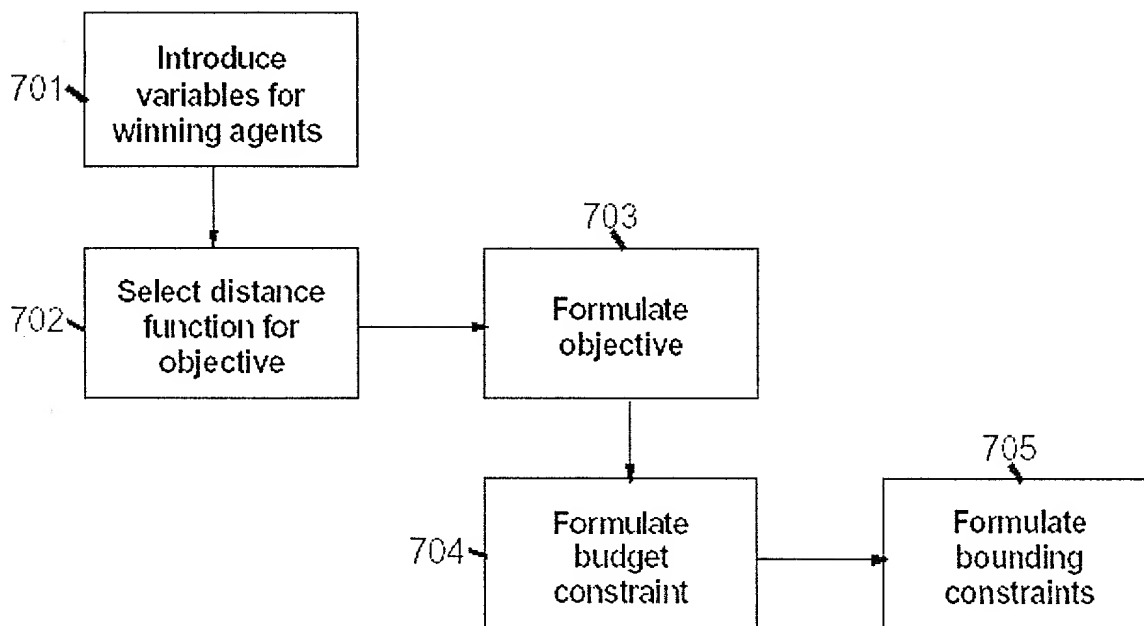 701
Introduce
variables for
winning agents
702
Select distance
function for
objective
703
Formulate
objective
704
Formulate
budget
constraint
705
Formulate
bounding
constraints